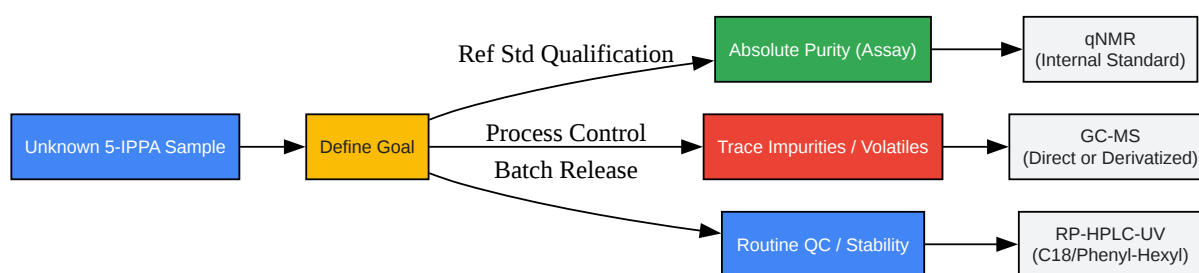 Unknown 5-IPPA Sample
Define Goal
Ref Std Qualification
Process Control
Batch Release
Absolute Purity (Assay)
Trace Impurities / Volatiles
Routine QC / Stability
qNMR
(Internal Standard)
GC-MS
(Direct or Derivatized)
RP-HPLC-UV
(C18/Phenyl-Hexyl)